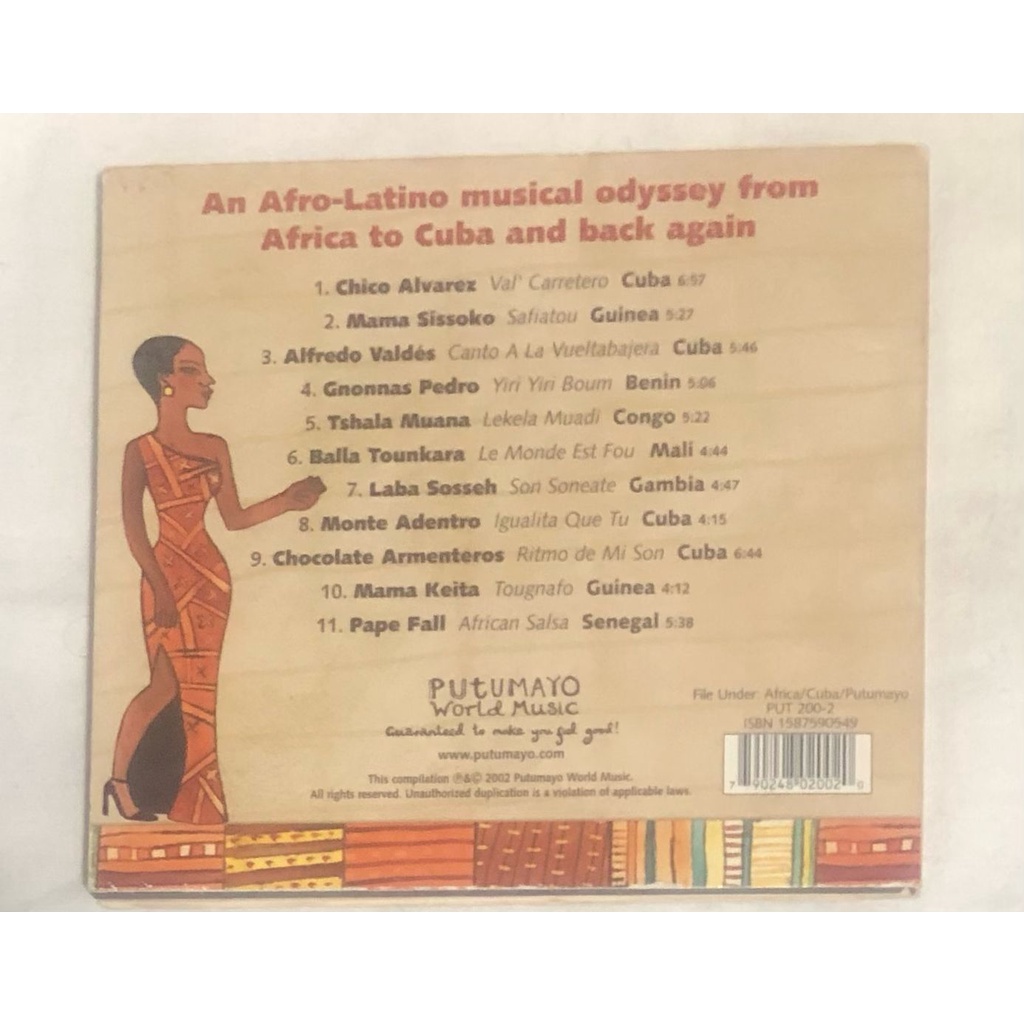 An Afro-Latino musical odyssey from
Africa to Cuba and back again
1. Chico Alvarez Val' Carretero Cuba 6:57
2. Mama Sissoko Safiatou Guinea 5:27
3. Alfredo Valdés Canto A La Vueltabajera Cuba 5:46
4. Gnonnas Pedro Yiri Yiri Boum Benin 5:06
5. Tshala Muana Lekela Muadi Congo 5:22
6. Balla Tounkara Le Monde Est Fou Mali 4:44
7. Laba Sosseh Son Soneate Gambia 4:47
8. Monte Adentro Igualita Que Tu Cuba 4:15
9. Chocolate Armenteros Ritmo de Mi Son Cuba 6:44
10. Mama Keita Tougnafo Guinea 4:12
11. Pape Fall African Salsa Senegal 5:38
PUTUMAYO
World Music
Guaranteed to make you feel good!
www.putumayo.com
This compilation ℗&© 2002 Putumayo World Music.
All rights reserved. Unauthorized duplication is a violation of applicable laws.
File Under: Africa/Cuba/Putumayo
PUT 200-2
ISBN 1587590549
7 90248 02002 0